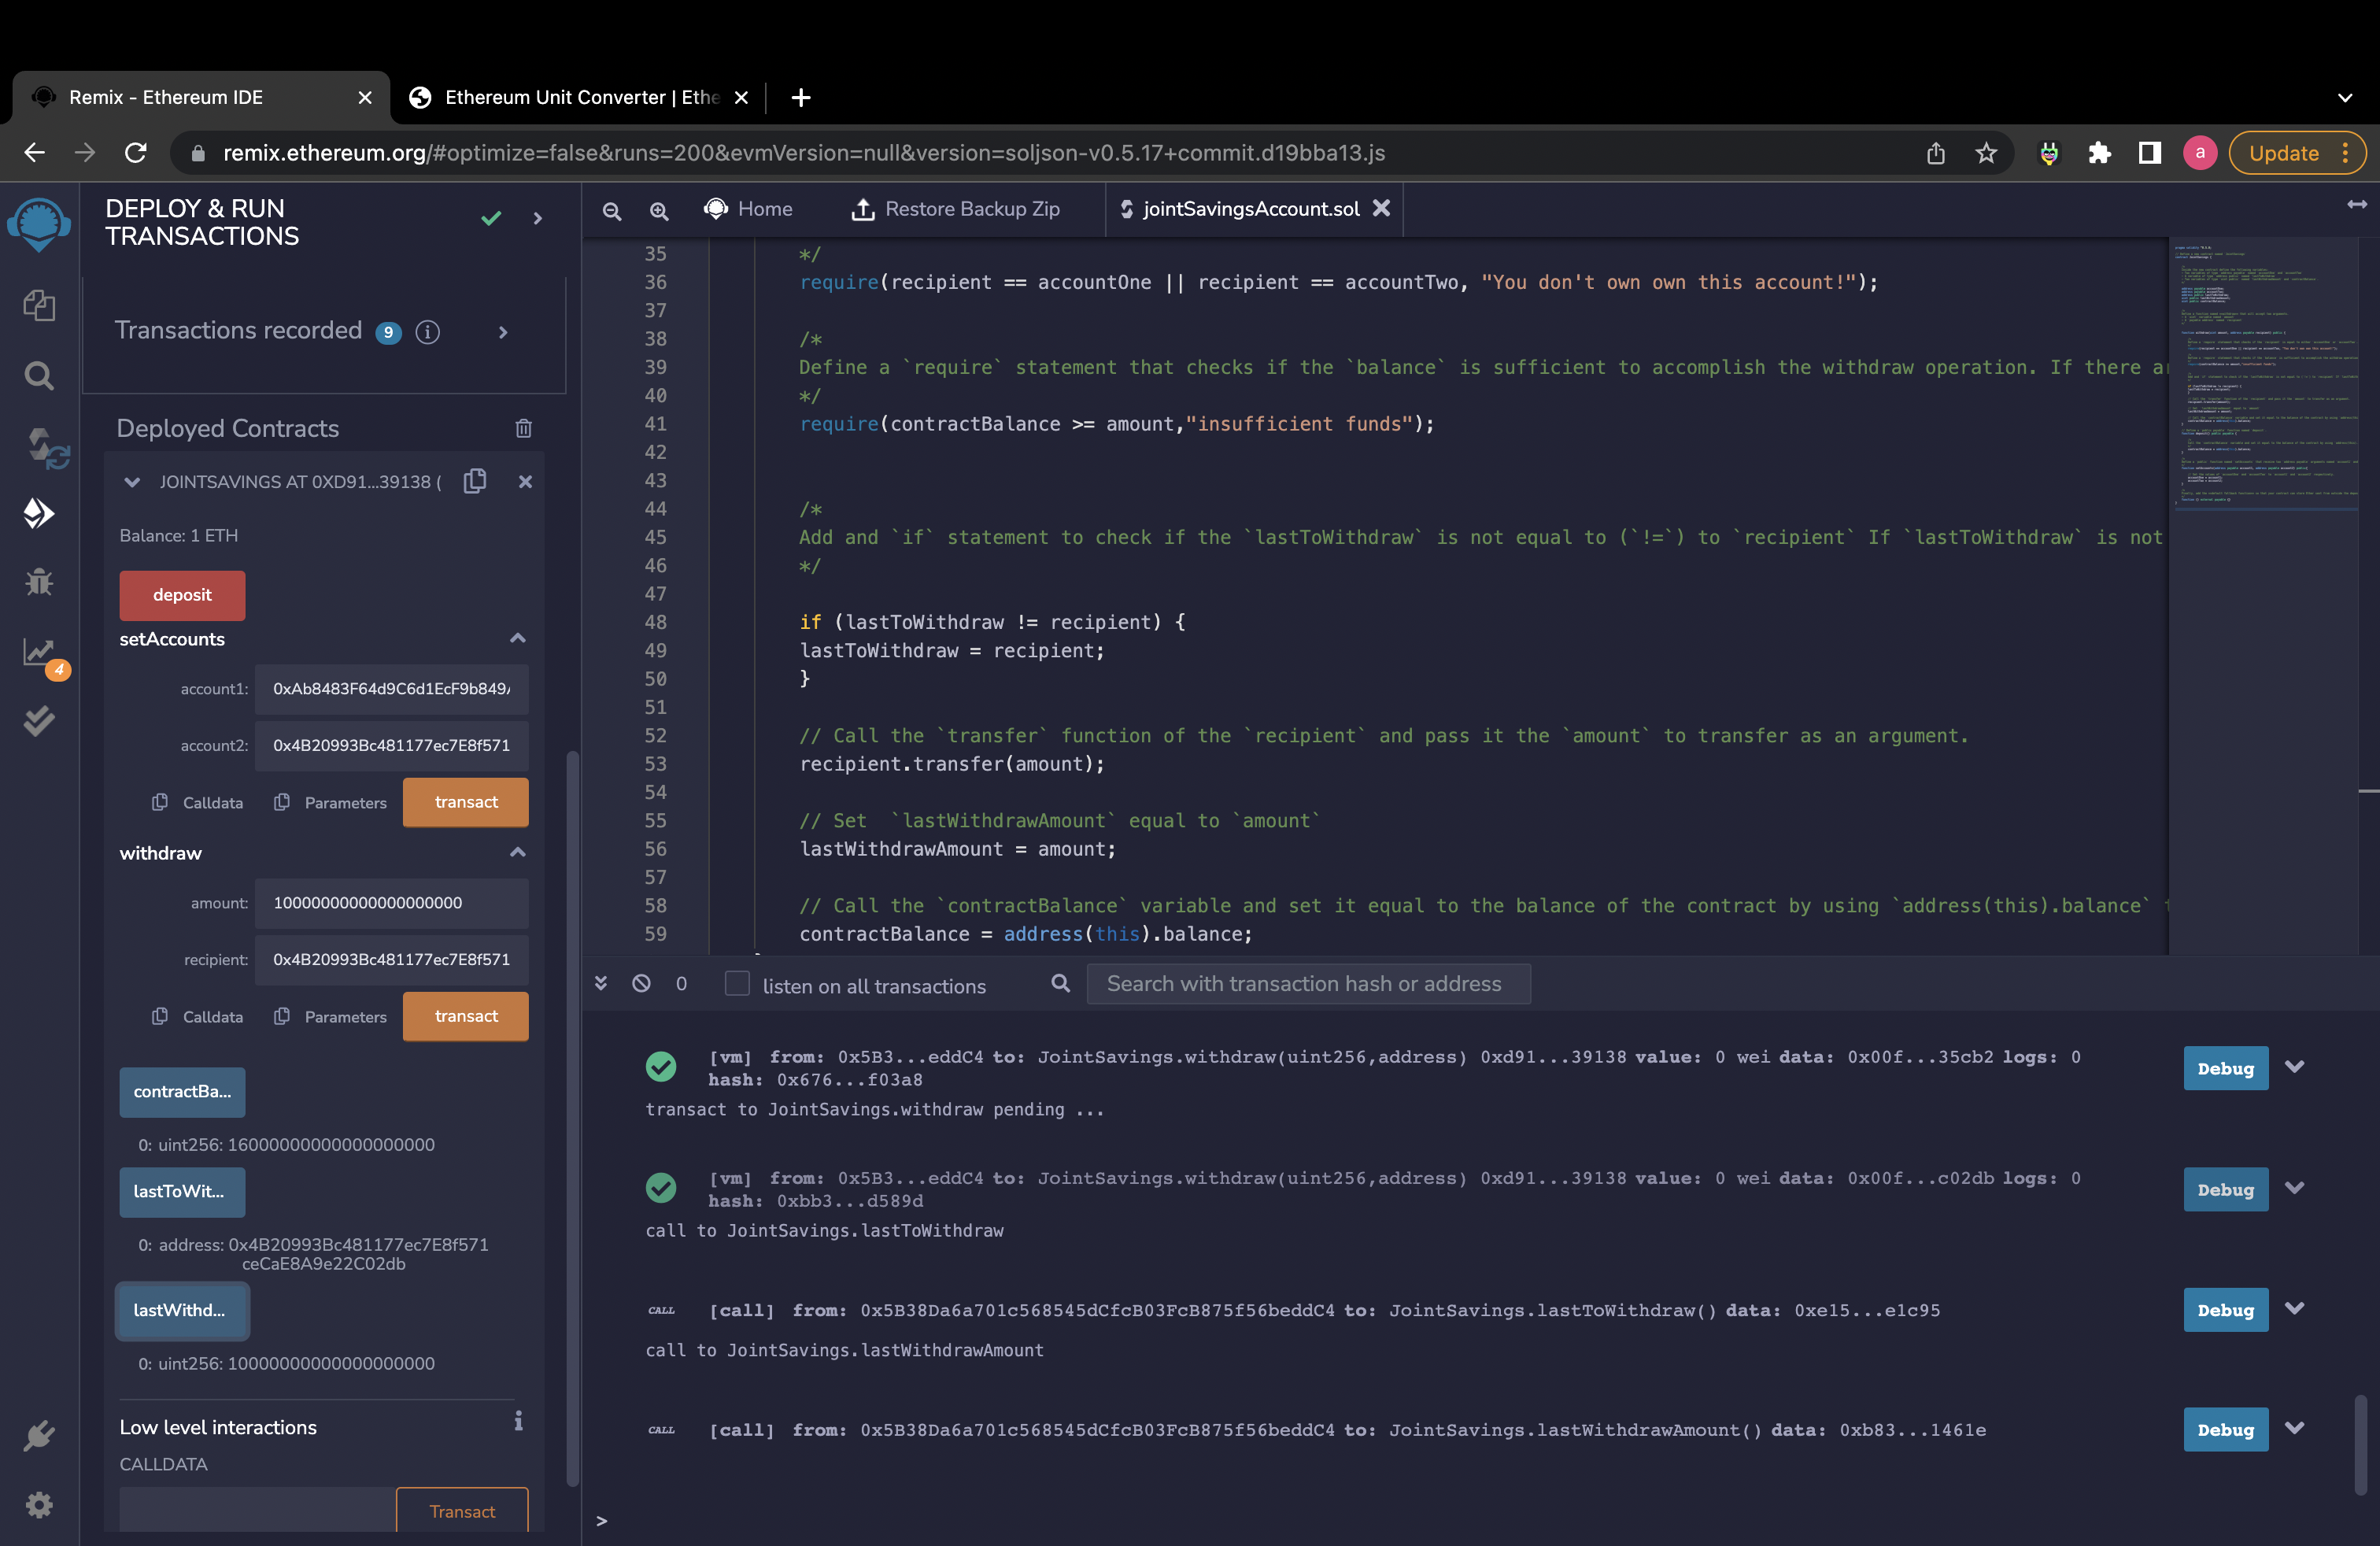 Remix - Ethereum IDE
Ethereum Unit Converter | Ethe
remix.ethereum.org/#optimize=false&runs=200&evmVersion=null&version=soljson-v0.5.17+commit.d19bba13.js
a
Update
DEPLOY & RUN
TRANSACTIONS
Transactions recorded 9 i
Deployed Contracts
JOINTSAVINGS AT 0XD91...39138 (
Balance: 1 ETH
deposit
setAccounts
account1: 0xAb8483F64d9C6d1EcF9b849A
account2: 0x4B20993Bc481177ec7E8f571
Calldata Parameters transact
withdraw
amount: 10000000000000000000
recipient: 0x4B20993Bc481177ec7E8f571
Calldata Parameters transact
contractBa...
0: uint256: 16000000000000000000
lastToWit...
0: address: 0x4B20993Bc481177ec7E8f571
ceCaE8A9e22C02db
lastWithd...
0: uint256: 10000000000000000000
Low level interactions
i
CALLDATA
Transact
4
Home
Restore Backup Zip
jointSavingsAccount.sol
35 */
36 require(recipient == accountOne || recipient == accountTwo, "You don't own own this account!");
37
38 /*
39 Define a `require` statement that checks if the `balance` is sufficient to accomplish the withdraw operation. If there ar
40 */
41 require(contractBalance >= amount,"insufficient funds");
42
43
44 /*
45 Add and `if` statement to check if the `lastToWithdraw` is not equal to (`!=`) to `recipient` If `lastToWithdraw` is not
46 */
47
48 if (lastToWithdraw != recipient) {
49 lastToWithdraw = recipient;
50 }
51
52 // Call the `transfer` function of the `recipient` and pass it the `amount` to transfer as an argument.
53 recipient.transfer(amount);
54
55 // Set  `lastWithdrawAmount` equal to `amount`
56 lastWithdrawAmount = amount;
57
58 // Call the `contractBalance` variable and set it equal to the balance of the contract by using `address(this).balance`
59 contractBalance = address(this).balance;
0
listen on all transactions
Search with transaction hash or address
[vm] from: 0x5B3...eddC4 to: JointSavings.withdraw(uint256,address) 0xd91...39138 value: 0 wei data: 0x00f...35cb2 logs: 0
hash: 0x676...f03a8
Debug
transact to JointSavings.withdraw pending ...
[vm] from: 0x5B3...eddC4 to: JointSavings.withdraw(uint256,address) 0xd91...39138 value: 0 wei data: 0x00f...c02db logs: 0
hash: 0xbb3...d589d
Debug
call to JointSavings.lastToWithdraw
CALL [call] from: 0x5B38Da6a701c568545dCfcB03FcB875f56beddC4 to: JointSavings.lastToWithdraw() data: 0xe15...e1c95
Debug
call to JointSavings.lastWithdrawAmount
CALL [call] from: 0x5B38Da6a701c568545dCfcB03FcB875f56beddC4 to: JointSavings.lastWithdrawAmount() data: 0xb83...1461e
Debug
>